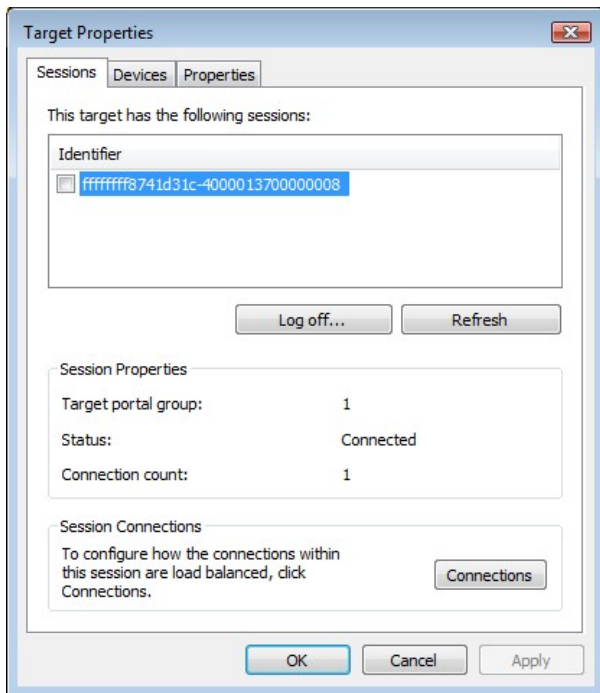 Target Properties
Sessions Devices Properties
This target has the following sessions:
Identifier
ffffffff8741d31c-4000013700000008
Log off... Refresh
Session Properties
Target portal group: 1
Status: Connected
Connection count: 1
Session Connections
To configure how the connections within
this session are load balanced, click
Connections.
Connections
OK Cancel Apply